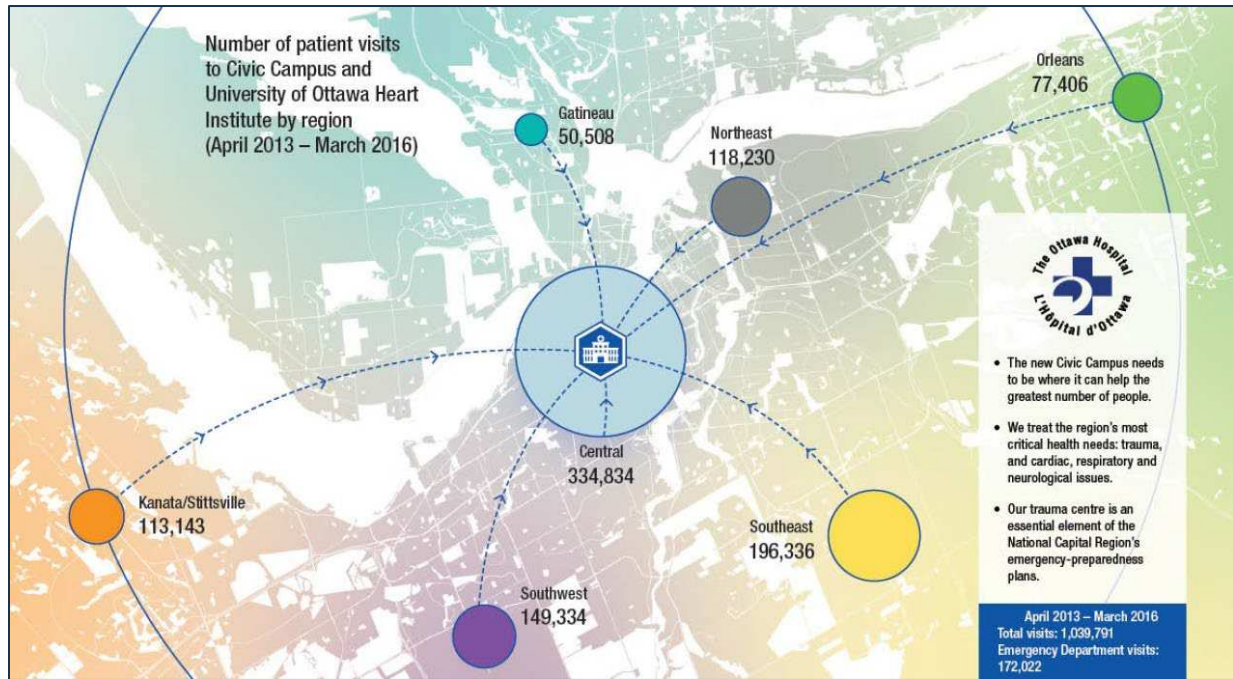 Number of patient visits
to Civic Campus and
University of Ottawa Heart
Institute by region
(April 2013 – March 2016)
Gatineau
50,508
Northeast
118,230
Orleans
77,406
Central
334,834
Kanata/Stittsville
113,143
Southwest
149,334
Southeast
196,336
The Ottawa Hospital
L'Hôpital d'Ottawa
• The new Civic Campus needs
to be where it can help the
greatest number of people.
• We treat the region's most
critical health needs: trauma,
and cardiac, respiratory and
neurological issues.
• Our trauma centre is an
essential element of the
National Capital Region's
emergency-preparedness
plans.
April 2013 – March 2016
Total visits: 1,039,791
Emergency Department visits:
172,022